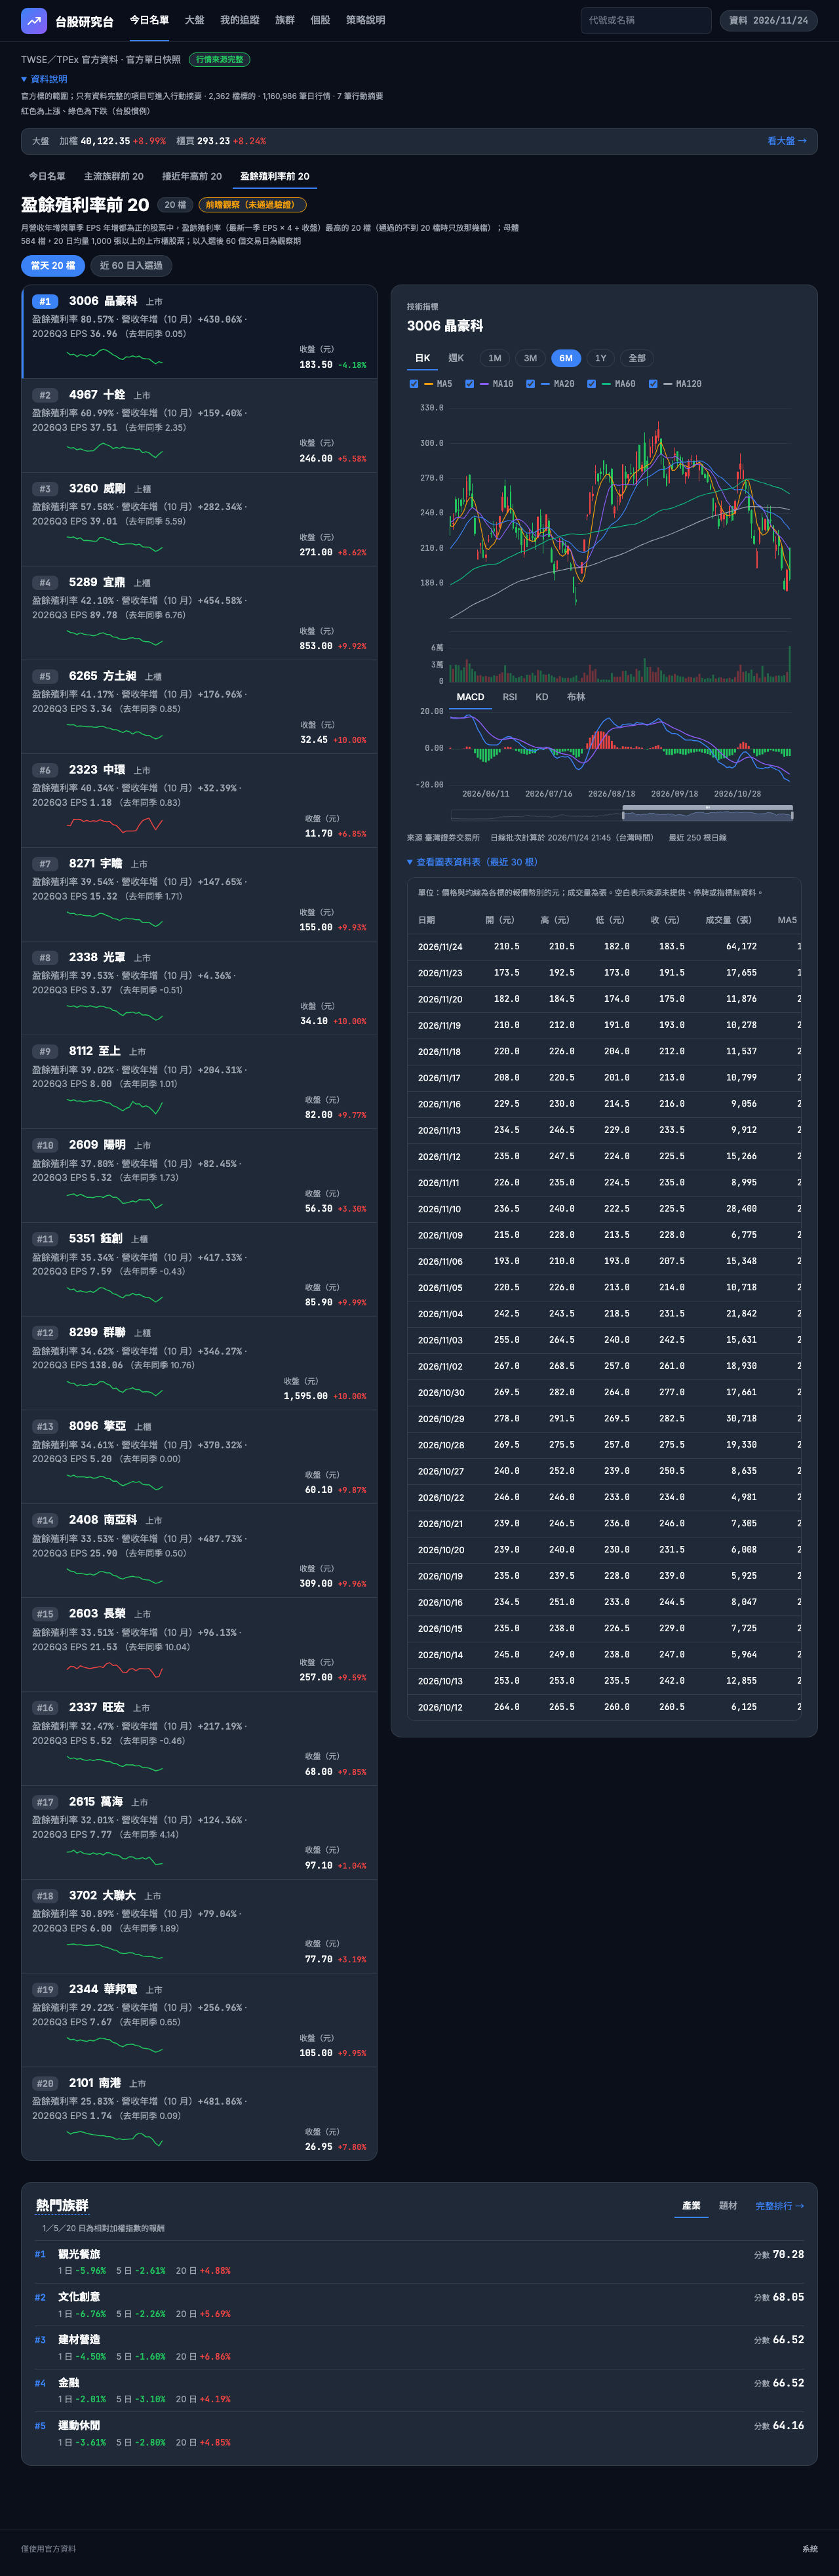 台股研究台 今日名單 大盤 我的追蹤 族群 個股 策略說明 代號或名稱 資料 2026/11/24
TWSE／TPEx 官方資料 · 官方單日快照 行情來源完整
▼ 資料說明
官方標的範圍；只有資料完整的項目可進入行動摘要 · 2,362 檔標的 · 1,160,986 筆日行情 · 7 筆行動摘要
紅色為上漲、綠色為下跌（台股慣例）
大盤 加權 40,122.35 +8.99% 櫃買 293.23 +8.24% 看大盤 →
今日名單 主流族群前 20 接近年高前 20 盈餘殖利率前 20
盈餘殖利率前 20 20 檔 前瞻觀察（未通過驗證）
月營收年增與單季 EPS 年增都為正的股票中，盈餘殖利率（最新一季 EPS × 4 ÷ 收盤）最高的 20 檔（通過的不到 20 檔時只放那幾檔）；母體
584 檔，20 日均量 1,000 張以上的上市櫃股票；以入選後 60 個交易日為觀察期
當天 20 檔 近 60 日入選過
#1 3006 晶豪科 上市
盈餘殖利率 80.57% · 營收年增（10 月）+430.06% ·
2026Q3 EPS 36.96 （去年同季 0.05）
收盤（元）
183.50 -4.18%
#2 4967 十銓 上市
盈餘殖利率 60.99% · 營收年增（10 月）+159.40% ·
2026Q3 EPS 37.51 （去年同季 2.35）
收盤（元）
246.00 +5.58%
#3 3260 威剛 上櫃
盈餘殖利率 57.58% · 營收年增（10 月）+282.34% ·
2026Q3 EPS 39.01 （去年同季 5.59）
收盤（元）
271.00 +8.62%
#4 5289 宜鼎 上櫃
盈餘殖利率 42.10% · 營收年增（10 月）+454.58% ·
2026Q3 EPS 89.78 （去年同季 6.76）
收盤（元）
853.00 +9.92%
#5 6265 方土昶 上櫃
盈餘殖利率 41.17% · 營收年增（10 月）+176.96% ·
2026Q3 EPS 3.34 （去年同季 0.85）
收盤（元）
32.45 +10.00%
#6 2323 中環 上市
盈餘殖利率 40.34% · 營收年增（10 月）+32.39% ·
2026Q3 EPS 1.18 （去年同季 0.83）
收盤（元）
11.70 +6.85%
#7 8271 宇瞻 上市
盈餘殖利率 39.54% · 營收年增（10 月）+147.65% ·
2026Q3 EPS 15.32 （去年同季 1.71）
收盤（元）
155.00 +9.93%
#8 2338 光罩 上市
盈餘殖利率 39.53% · 營收年增（10 月）+4.36% ·
2026Q3 EPS 3.37 （去年同季 -0.51）
收盤（元）
34.10 +10.00%
#9 8112 至上 上市
盈餘殖利率 39.02% · 營收年增（10 月）+204.31% ·
2026Q3 EPS 8.00 （去年同季 1.01）
收盤（元）
82.00 +9.77%
#10 2609 陽明 上市
盈餘殖利率 37.80% · 營收年增（10 月）+82.45% ·
2026Q3 EPS 5.32 （去年同季 1.73）
收盤（元）
56.30 +3.30%
#11 5351 鈺創 上櫃
盈餘殖利率 35.34% · 營收年增（10 月）+417.33% ·
2026Q3 EPS 7.59 （去年同季 -0.43）
收盤（元）
85.90 +9.99%
#12 8299 群聯 上櫃
盈餘殖利率 34.62% · 營收年增（10 月）+346.27% ·
2026Q3 EPS 138.06 （去年同季 10.76）
收盤（元）
1,595.00 +10.00%
#13 8096 擎亞 上櫃
盈餘殖利率 34.61% · 營收年增（10 月）+370.32% ·
2026Q3 EPS 5.20 （去年同季 0.00）
收盤（元）
60.10 +9.87%
#14 2408 南亞科 上市
盈餘殖利率 33.53% · 營收年增（10 月）+487.73% ·
2026Q3 EPS 25.90 （去年同季 0.50）
收盤（元）
309.00 +9.96%
#15 2603 長榮 上市
盈餘殖利率 33.51% · 營收年增（10 月）+96.13% ·
2026Q3 EPS 21.53 （去年同季 10.04）
收盤（元）
257.00 +9.59%
#16 2337 旺宏 上市
盈餘殖利率 32.47% · 營收年增（10 月）+217.19% ·
2026Q3 EPS 5.52 （去年同季 -0.46）
收盤（元）
68.00 +9.85%
#17 2615 萬海 上市
盈餘殖利率 32.01% · 營收年增（10 月）+124.36% ·
2026Q3 EPS 7.77 （去年同季 4.14）
收盤（元）
97.10 +1.04%
#18 3702 大聯大 上市
盈餘殖利率 30.89% · 營收年增（10 月）+79.04% ·
2026Q3 EPS 6.00 （去年同季 1.89）
收盤（元）
77.70 +3.19%
#19 2344 華邦電 上市
盈餘殖利率 29.22% · 營收年增（10 月）+256.96% ·
2026Q3 EPS 7.67 （去年同季 0.65）
收盤（元）
105.00 +9.95%
#20 2101 南港 上市
盈餘殖利率 25.83% · 營收年增（10 月）+481.86% ·
2026Q3 EPS 1.74 （去年同季 0.09）
收盤（元）
26.95 +7.80%
技術指標
3006 晶豪科
日K 週K 1M 3M 6M 1Y 全部
MA5 MA10 MA20 MA60 MA120
330.0
300.0
270.0
240.0
210.0
180.0
6萬
3萬
0
MACD RSI KD 布林
20.00
0.00
-20.00
2026/06/11 2026/07/16 2026/08/18 2026/09/18 2026/10/28
來源 臺灣證券交易所 日線批次計算於 2026/11/24 21:45（台灣時間） 最近 250 根日線
▼ 查看圖表資料表（最近 30 根）
單位：價格與均線為各標的報價幣別的元；成交量為張。空白表示來源未提供、停牌或指標無資料。
日期 開（元） 高（元） 低（元） 收（元） 成交量（張） MA5
2026/11/24 210.5 210.5 182.0 183.5 64,172 1
2026/11/23 173.5 192.5 173.0 191.5 17,655 1
2026/11/20 182.0 184.5 174.0 175.0 11,876 2
2026/11/19 210.0 212.0 191.0 193.0 10,278 2
2026/11/18 220.0 226.0 204.0 212.0 11,537 2
2026/11/17 208.0 220.5 201.0 213.0 10,799 2
2026/11/16 229.5 230.0 214.5 216.0 9,056 2
2026/11/13 234.5 246.5 229.0 233.5 9,912 2
2026/11/12 235.0 247.5 224.0 225.5 15,266 2
2026/11/11 226.0 235.0 224.5 235.0 8,995 2
2026/11/10 236.5 240.0 222.5 225.5 28,400 2
2026/11/09 215.0 228.0 213.5 228.0 6,775 2
2026/11/06 193.0 210.0 193.0 207.5 15,348 2
2026/11/05 220.5 226.0 213.0 214.0 10,718 2
2026/11/04 242.5 243.5 218.5 231.5 21,842 2
2026/11/03 255.0 264.5 240.0 242.5 15,631 2
2026/11/02 267.0 268.5 257.0 261.0 18,930 2
2026/10/30 269.5 282.0 264.0 277.0 17,661 2
2026/10/29 278.0 291.5 269.5 282.5 30,718 2
2026/10/28 269.5 275.5 257.0 275.5 19,330 2
2026/10/27 240.0 252.0 239.0 250.5 8,635 2
2026/10/22 246.0 246.0 233.0 234.0 4,981 2
2026/10/21 239.0 246.5 236.0 246.0 7,305 2
2026/10/20 239.0 240.0 230.0 231.5 6,008 2
2026/10/19 235.0 239.5 228.0 239.0 5,925 2
2026/10/16 234.5 251.0 233.0 244.5 8,047 2
2026/10/15 235.0 238.0 226.5 229.0 7,725 2
2026/10/14 245.0 249.0 238.0 247.0 5,964 2
2026/10/13 253.0 253.0 235.5 242.0 12,855 2
2026/10/12 264.0 265.5 260.0 260.5 6,125 2
熱門族群 產業 題材 完整排行 →
1／5／20 日為相對加權指數的報酬
#1 觀光餐旅 分數 70.28
1 日 -5.96% 5 日 -2.61% 20 日 +4.88%
#2 文化創意 分數 68.05
1 日 -6.76% 5 日 -2.26% 20 日 +5.69%
#3 建材營造 分數 66.52
1 日 -4.50% 5 日 -1.60% 20 日 +6.86%
#4 金融 分數 66.52
1 日 -2.01% 5 日 -3.10% 20 日 +4.19%
#5 運動休閒 分數 64.16
1 日 -3.61% 5 日 -2.80% 20 日 +4.85%
僅使用官方資料 系統